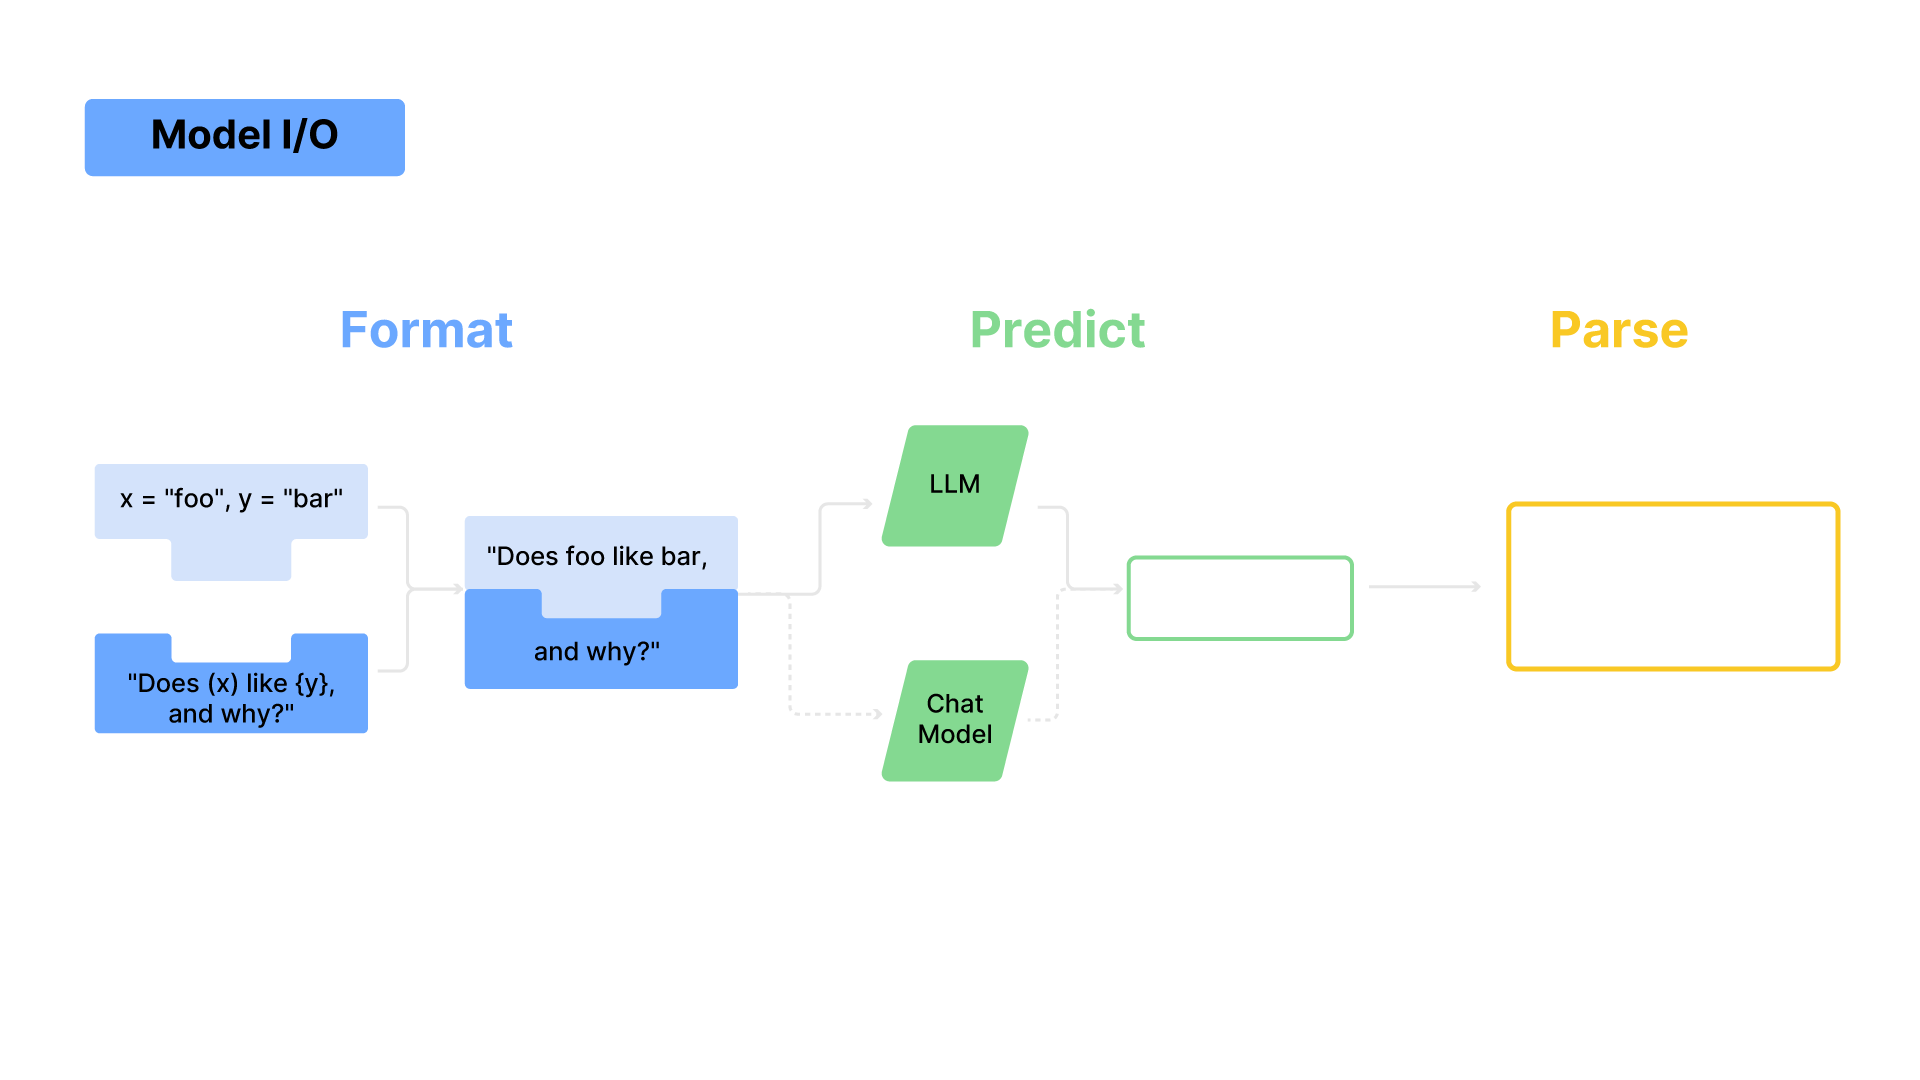 Model I/O
Format
Predict
Parse
x = "foo", y = "bar"
"Does (x) like {y},
and why?"
"Does foo like bar,
and why?"
LLM
Chat
Model